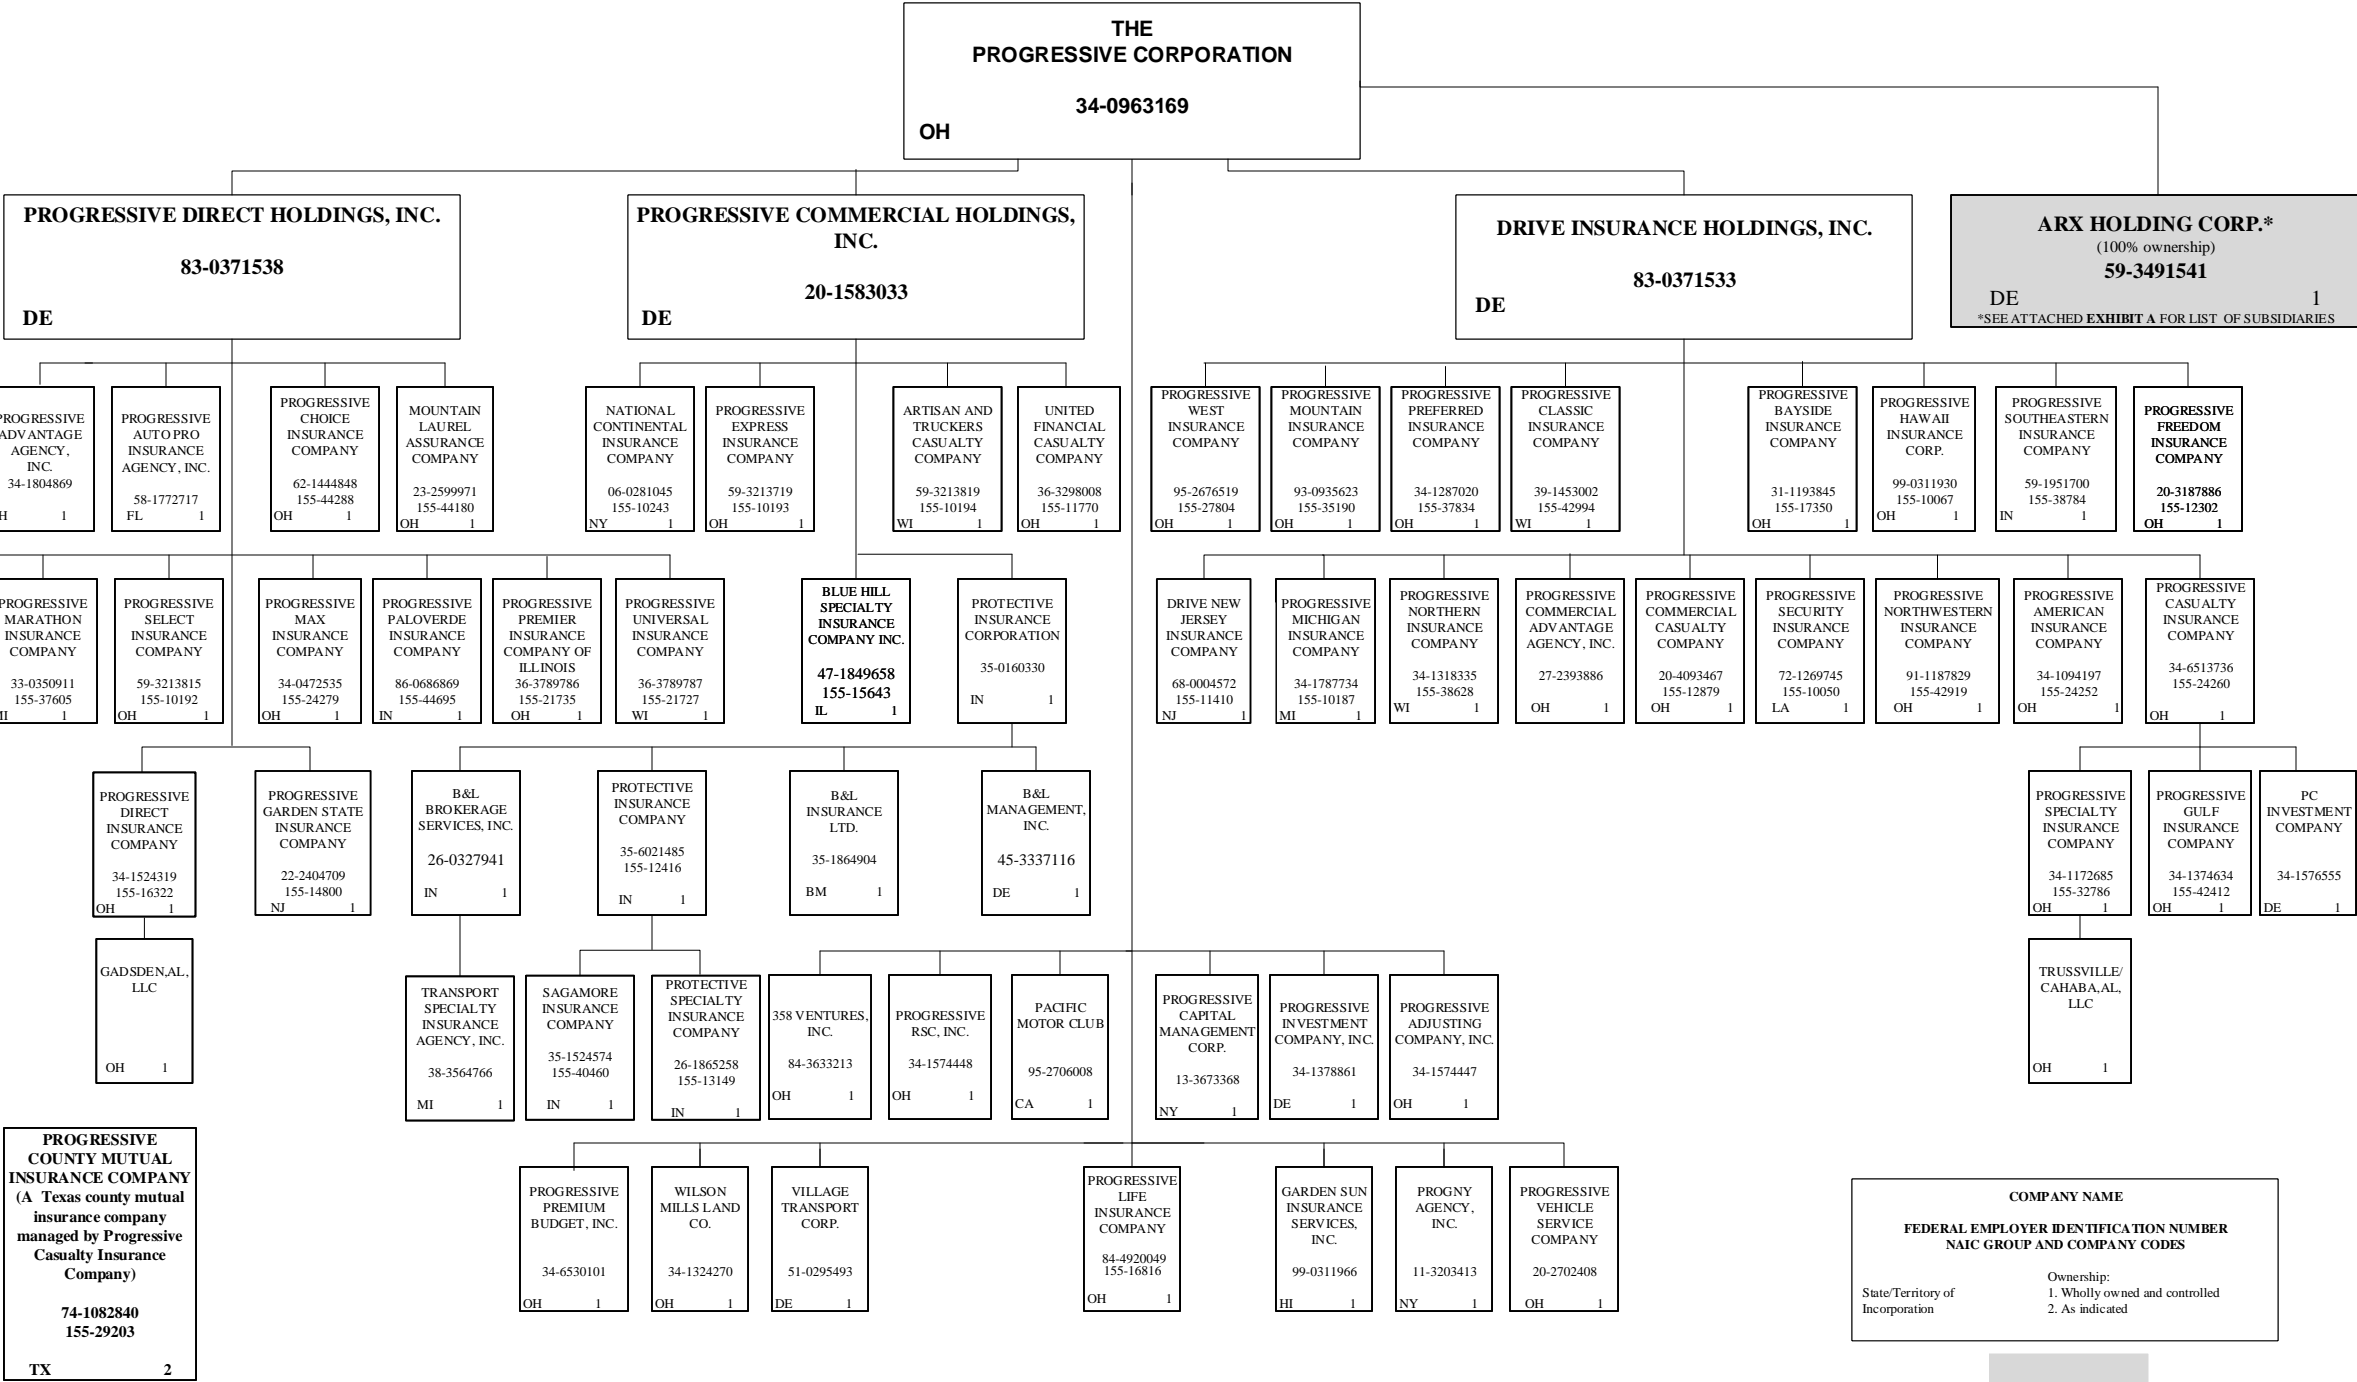 THE
PROGRESSIVE CORPORATION
34-0963169
OH
PROGRESSIVE DIRECT HOLDINGS, INC.
83-0371538
DE
PROGRESSIVE COMMERCIAL HOLDINGS,
INC.
20-1583033
DE
DRIVE INSURANCE HOLDINGS, INC.
83-0371533
DE
ARX HOLDING CORP.*
(100% ownership)
59-3491541
DE 1
*SEE ATTACHED EXHIBIT A FOR LIST OF SUBSIDIARIES
PROGRESSIVE
ADVANTAGE
AGENCY,
INC.
34-1804869
H 1
PROGRESSIVE
AUTO PRO
INSURANCE
AGENCY, INC.
58-1772717
FL 1
PROGRESSIVE
CHOICE
INSURANCE
COMPANY
62-1444848
155-44288
OH 1
MOUNTAIN
LAUREL
ASSURANCE
COMPANY
23-2599971
155-44180
OH 1
NATIONAL
CONTINENTAL
INSURANCE
COMPANY
06-0281045
155-10243
NY 1
PROGRESSIVE
EXPRESS
INSURANCE
COMPANY
59-3213719
155-10193
OH 1
ARTISAN AND
TRUCKERS
CASUALTY
COMPANY
59-3213819
155-10194
WI 1
UNITED
FINANCIAL
CASUALTY
COMPANY
36-3298008
155-11770
OH 1
PROGRESSIVE
WEST
INSURANCE
COMPANY
95-2676519
155-27804
OH 1
PROGRESSIVE
MOUNTAIN
INSURANCE
COMPANY
93-0935623
155-35190
OH 1
PROGRESSIVE
PREFERRED
INSURANCE
COMPANY
34-1287020
155-37834
OH 1
PROGRESSIVE
CLASSIC
INSURANCE
COMPANY
39-1453002
155-42994
WI 1
PROGRESSIVE
BAYSIDE
INSURANCE
COMPANY
31-1193845
155-17350
OH 1
PROGRESSIVE
HAWAII
INSURANCE
CORP.
99-0311930
155-10067
OH 1
PROGRESSIVE
SOUTHEASTERN
INSURANCE
COMPANY
59-1951700
155-38784
IN 1
PROGRESSIVE
FREEDOM
INSURANCE
COMPANY
20-3187886
155-12302
OH 1
PROGRESSIVE
MARATHON
INSURANCE
COMPANY
33-0350911
155-37605
MI 1
PROGRESSIVE
SELECT
INSURANCE
COMPANY
59-3213815
155-10192
OH 1
PROGRESSIVE
MAX
INSURANCE
COMPANY
34-0472535
155-24279
OH 1
PROGRESSIVE
PALOVERDE
INSURANCE
COMPANY
86-0686869
155-44695
IN 1
PROGRESSIVE
PREMIER
INSURANCE
COMPANY OF
ILLINOIS
36-3789786
155-21735
OH 1
PROGRESSIVE
UNIVERSAL
INSURANCE
COMPANY
36-3789787
155-21727
WI 1
BLUE HILL
SPECIALTY
INSURANCE
COMPANY INC.
47-1849658
155-15643
IL 1
PROTECTIVE
INSURANCE
CORPORATION
35-0160330
IN 1
DRIVE NEW
JERSEY
INSURANCE
COMPANY
68-0004572
155-11410
NJ 1
PROGRESSIVE
MICHIGAN
INSURANCE
COMPANY
34-1787734
155-10187
MI 1
PROGRESSIVE
NORTHERN
INSURANCE
COMPANY
34-1318335
155-38628
WI 1
PROGRESSIVE
COMMERCIAL
ADVANTAGE
AGENCY, INC.
27-2393886
OH 1
PROGRESSIVE
COMMERCIAL
CASUALTY
COMPANY
20-4093467
155-12879
OH 1
PROGRESSIVE
SECURITY
INSURANCE
COMPANY
72-1269745
155-10050
LA 1
PROGRESSIVE
NORTHWESTERN
INSURANCE
COMPANY
91-1187829
155-42919
OH 1
PROGRESSIVE
AMERICAN
INSURANCE
COMPANY
34-1094197
155-24252
OH 1
PROGRESSIVE
CASUALTY
INSURANCE
COMPANY
34-6513736
155-24260
OH 1
PROGRESSIVE
DIRECT
INSURANCE
COMPANY
34-1524319
155-16322
OH 1
PROGRESSIVE
GARDEN STATE
INSURANCE
COMPANY
22-2404709
155-14800
NJ 1
B&L
BROKERAGE
SERVICES, INC.
26-0327941
IN 1
PROTECTIVE
INSURANCE
COMPANY
35-6021485
155-12416
IN 1
B&L
INSURANCE
LTD.
35-1864904
BM 1
B&L
MANAGEMENT,
INC.
45-3337116
DE 1
PROGRESSIVE
SPECIALTY
INSURANCE
COMPANY
34-1172685
155-32786
OH 1
PROGRESSIVE
GULF
INSURANCE
COMPANY
34-1374634
155-42412
OH 1
PC
INVESTMENT
COMPANY
34-1576555
DE 1
GADSDEN,AL,
LLC
OH 1
TRANSPORT
SPECIALTY
INSURANCE
AGENCY, INC.
38-3564766
MI 1
SAGAMORE
INSURANCE
COMPANY
35-1524574
155-40460
IN 1
PROTECTIVE
SPECIALTY
INSURANCE
COMPANY
26-1865258
155-13149
IN 1
358 VENTURES,
INC.
84-3633213
OH 1
PROGRESSIVE
RSC, INC.
34-1574448
OH 1
PACIFIC
MOTOR CLUB
95-2706008
CA 1
PROGRESSIVE
CAPITAL
MANAGEMENT
CORP.
13-3673368
NY 1
PROGRESSIVE
INVESTMENT
COMPANY, INC.
34-1378861
DE 1
PROGRESSIVE
ADJUSTING
COMPANY, INC.
34-1574447
OH 1
TRUSSVILLE/
CAHABA,AL,
LLC
OH 1
PROGRESSIVE
COUNTY MUTUAL
INSURANCE COMPANY
(A Texas county mutual
insurance company
managed by Progressive
Casualty Insurance
Company)
74-1082840
155-29203
TX 2
PROGRESSIVE
PREMIUM
BUDGET, INC.
34-6530101
OH 1
WILSON
MILLS LAND
CO.
34-1324270
OH 1
VILLAGE
TRANSPORT
CORP.
51-0295493
DE 1
PROGRESSIVE
LIFE
INSURANCE
COMPANY
84-4920049
155-16816
OH 1
GARDEN SUN
INSURANCE
SERVICES,
INC.
99-0311966
HI 1
PROGNY
AGENCY,
INC.
11-3203413
NY 1
PROGRESSIVE
VEHICLE
SERVICE
COMPANY
20-2702408
OH 1
COMPANY NAME
FEDERAL EMPLOYER IDENTIFICATION NUMBER
NAIC GROUP AND COMPANY CODES
State/Territory of
Incorporation
Ownership:
1. Wholly owned and controlled
2. As indicated